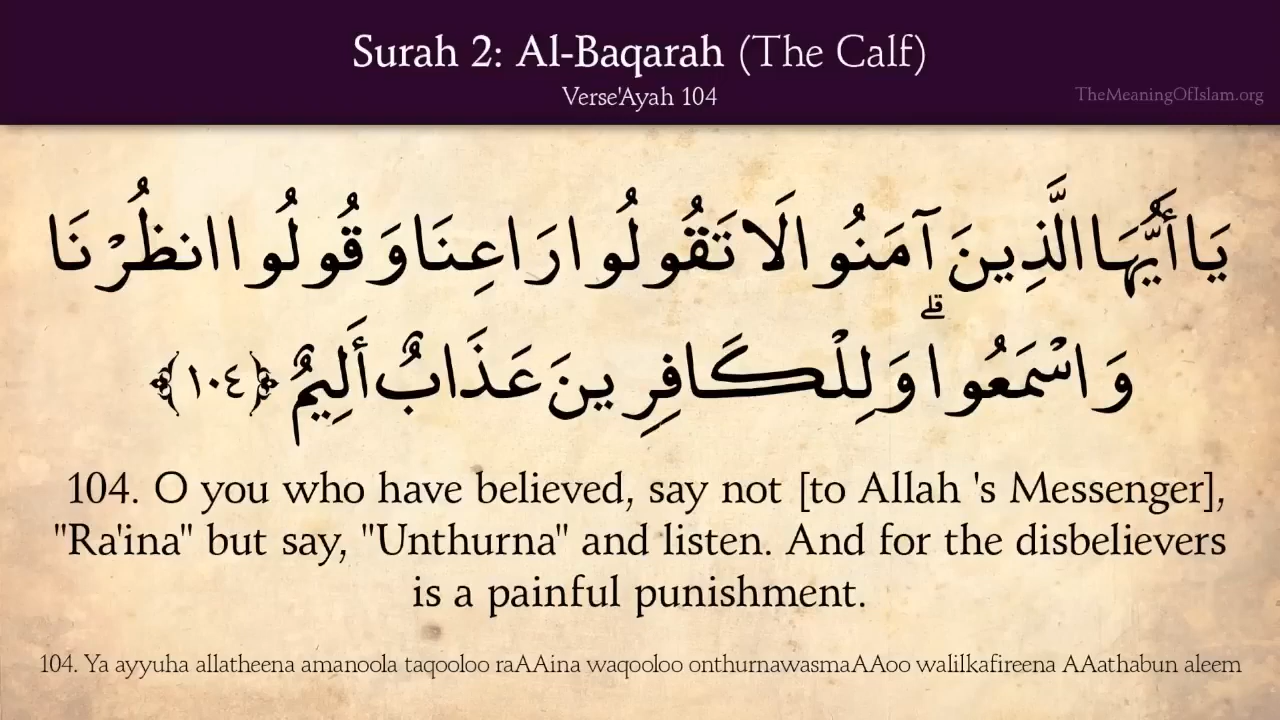 Surah 2: Al-Baqarah (The Calf)
Verse'Ayah 104
TheMeaningOfIslam.org
يَا أَيُّهَا الَّذِينَ آمَنُوا لَا تَقُولُوا رَاعِنَا وَقُولُوا انظُرْنَا
وَاسْمَعُوا ۗ وَلِلْكَافِرِينَ عَذَابٌ أَلِيمٌ ﴿١٠٤﴾
104. O you who have believed, say not [to Allah 's Messenger],
"Ra'ina" but say, "Unthurna" and listen. And for the disbelievers
is a painful punishment.
104. Ya ayyuha allatheena amanoola taqooloo raAAina waqooloo onthurnawasmaAAoo walilkafireena AAathabun aleem